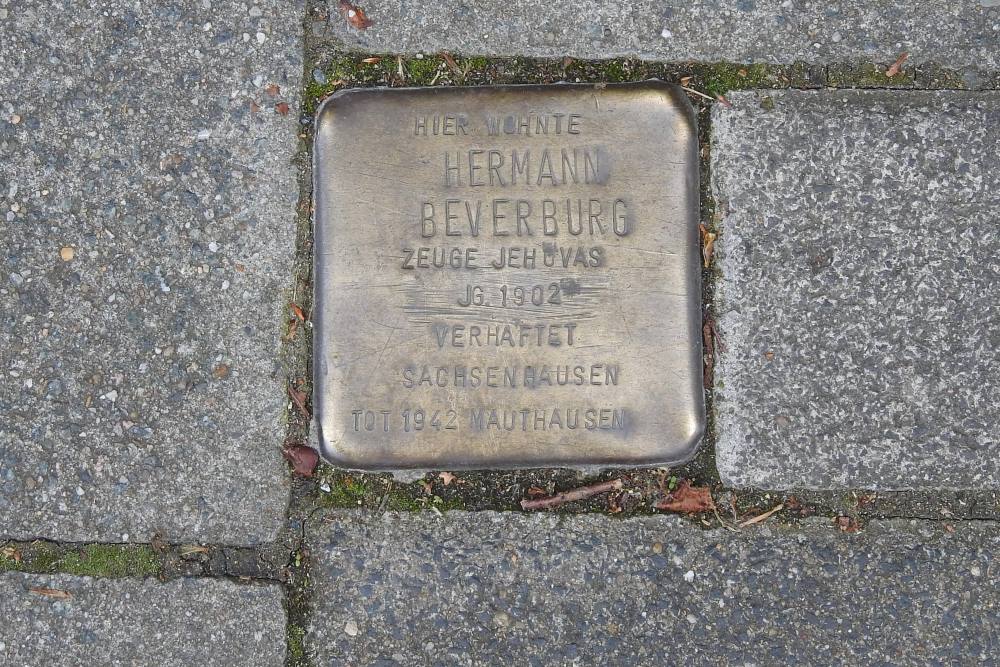 HIER WOHNTE
HERMANN
BEVERBURG
ZEUGE JEHOVAS
JG. 1902
VERHAFTET
SACHSENHAUSEN
TOT 1942 MAUTHAUSEN